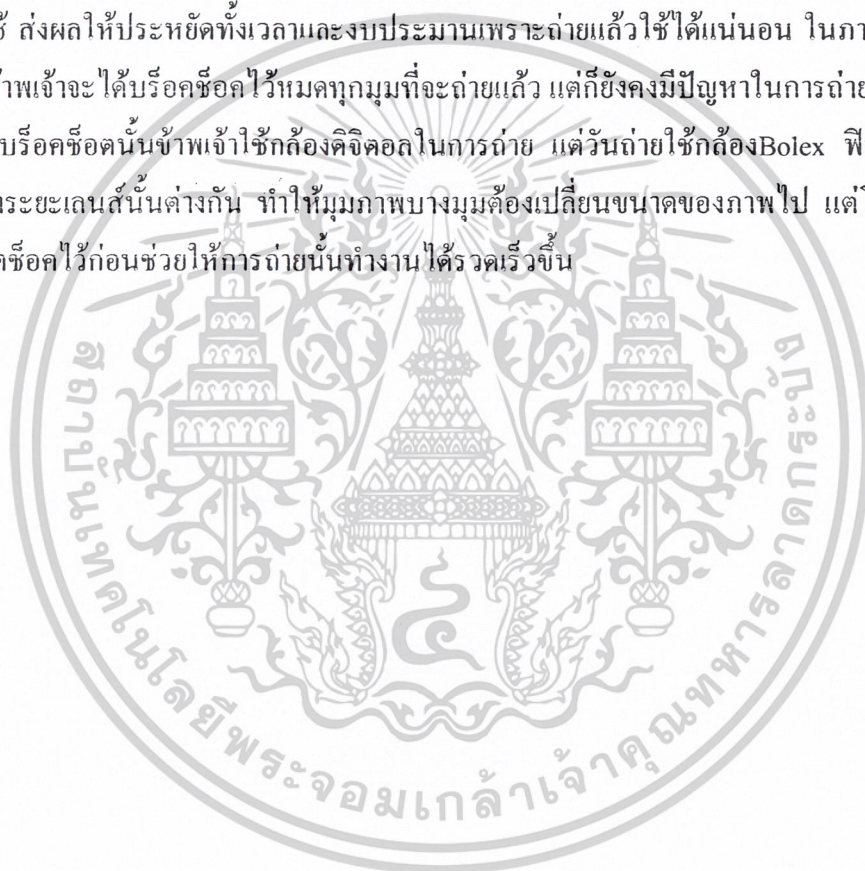 ช้ ส่งผลให้ประหยัดทั้งเวลาและงบประมานเพราะถ่ายแล้วใช้ได้แน่นอน ในภา
าพเจ้าจะได้บร็อคช็อคไว้หมดทุกมุมที่จะถ่ายแล้ว แต่ก็ยังคงมีปัญหาในการถ่าย
บร็อคช็อตนั้นข้าพเจ้าใช้กล้องดิจิตอลในการถ่าย แต่วันถ่ายใช้กล้องBolex ฟิ
ระยะเลนส์นั้นต่างกัน ทำให้มุมภาพบางมุมต้องเปลี่ยนขนาดของภาพไป แต่
ช็อคไว้ก่อนช่วยให้การถ่ายนั้นทำงานได้รวดเร็วขึ้น
สถาบันเทคโนโลยีพระจอมเกล้าเจ้าคุณทหารลาดกระบัง